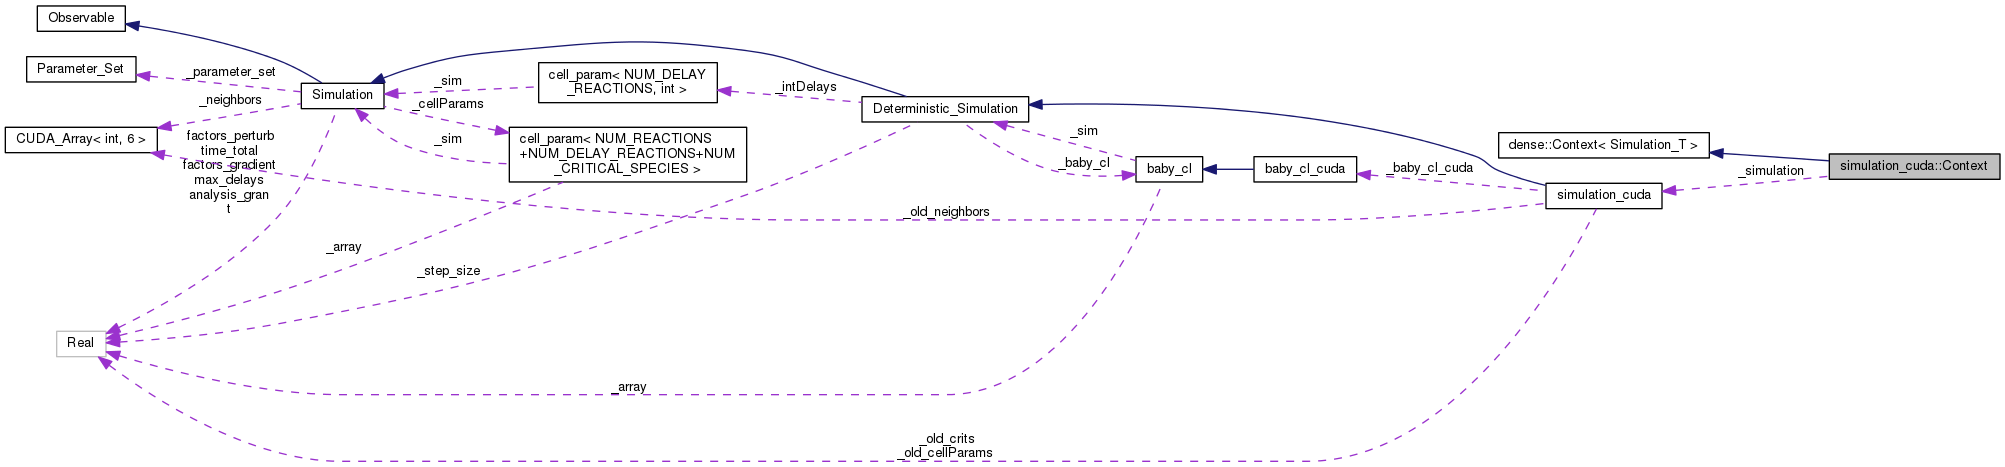 Observable
Parameter_Set
CUDA_Array< int, 6 >
Real
_parameter_set
_neighbors
factors_perturb
time_total
factors_gradient
max_delays
analysis_gran
t
Simulation
_sim
_cellParams
_sim
_array
cell_param< NUM_DELAY
_REACTIONS, int >
cell_param< NUM_REACTIONS
+NUM_DELAY_REACTIONS+NUM
_CRITICAL_SPECIES >
_intDelays
_step_size
Deterministic_Simulation
_sim
_baby_cl
_old_neighbors
_array
_old_crits
_old_cellParams
baby_cl
baby_cl_cuda
_baby_cl_cuda
dense::Context< Simulation_T >
simulation_cuda
_simulation
simulation_cuda::Context